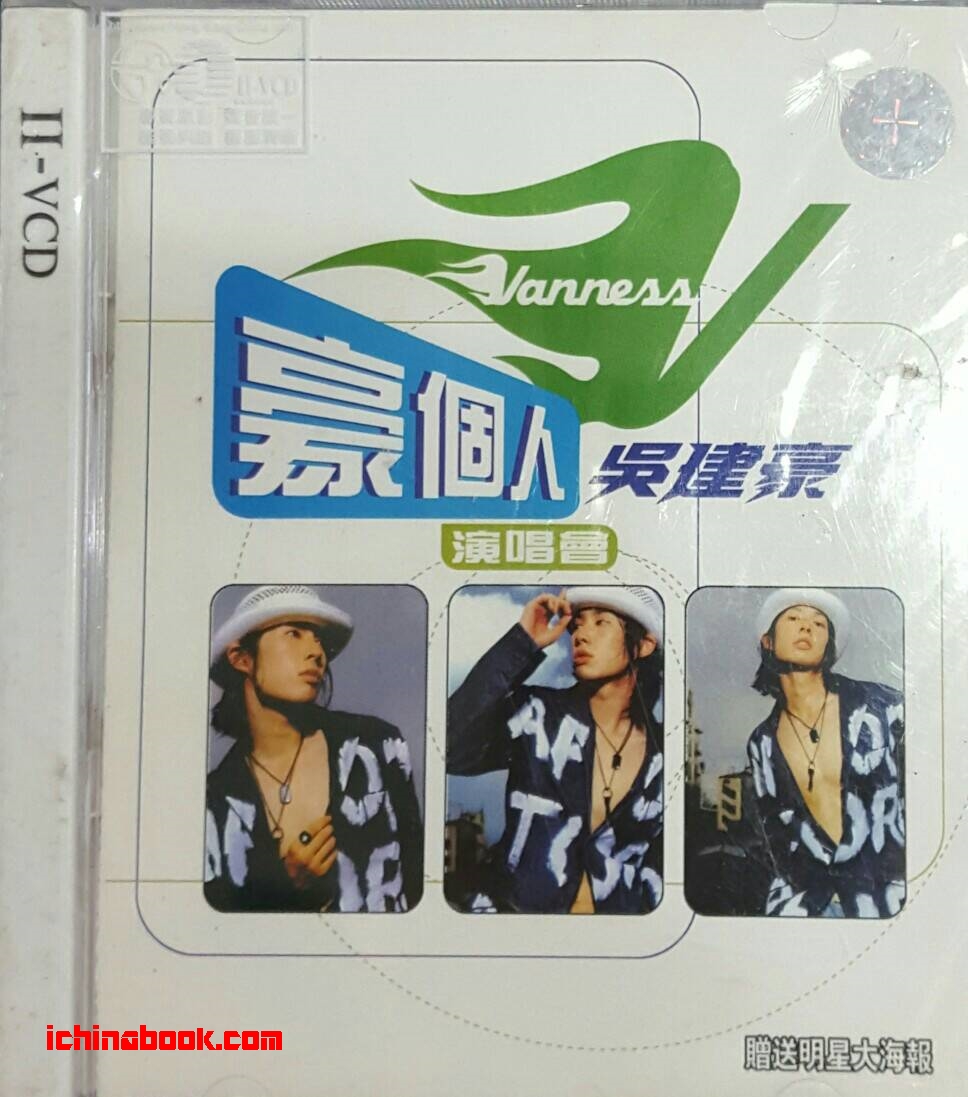 II-VCD
Vanness
豪個人
吳建豪
演唱會
贈送明星大海報
ichinabook.com